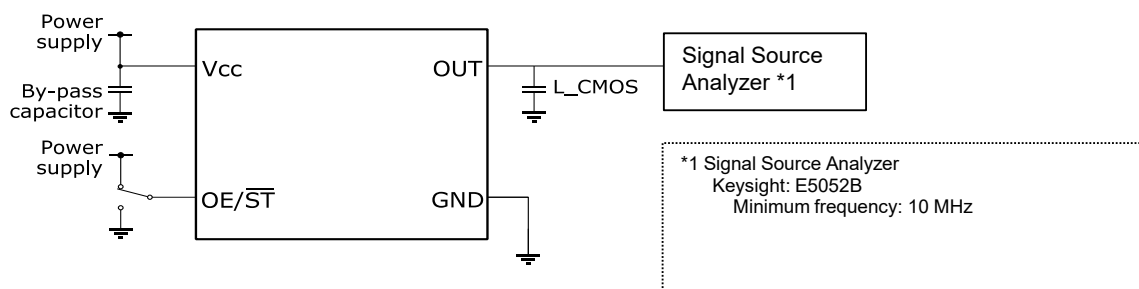 Power
supply
Vcc
OUT
By-pass
capacitor
L_CMOS
Signal Source
Analyzer *1
Power
supply
OE/ST
GND
*1 Signal Source Analyzer
Keysight: E5052B
Minimum frequency: 10 MHz